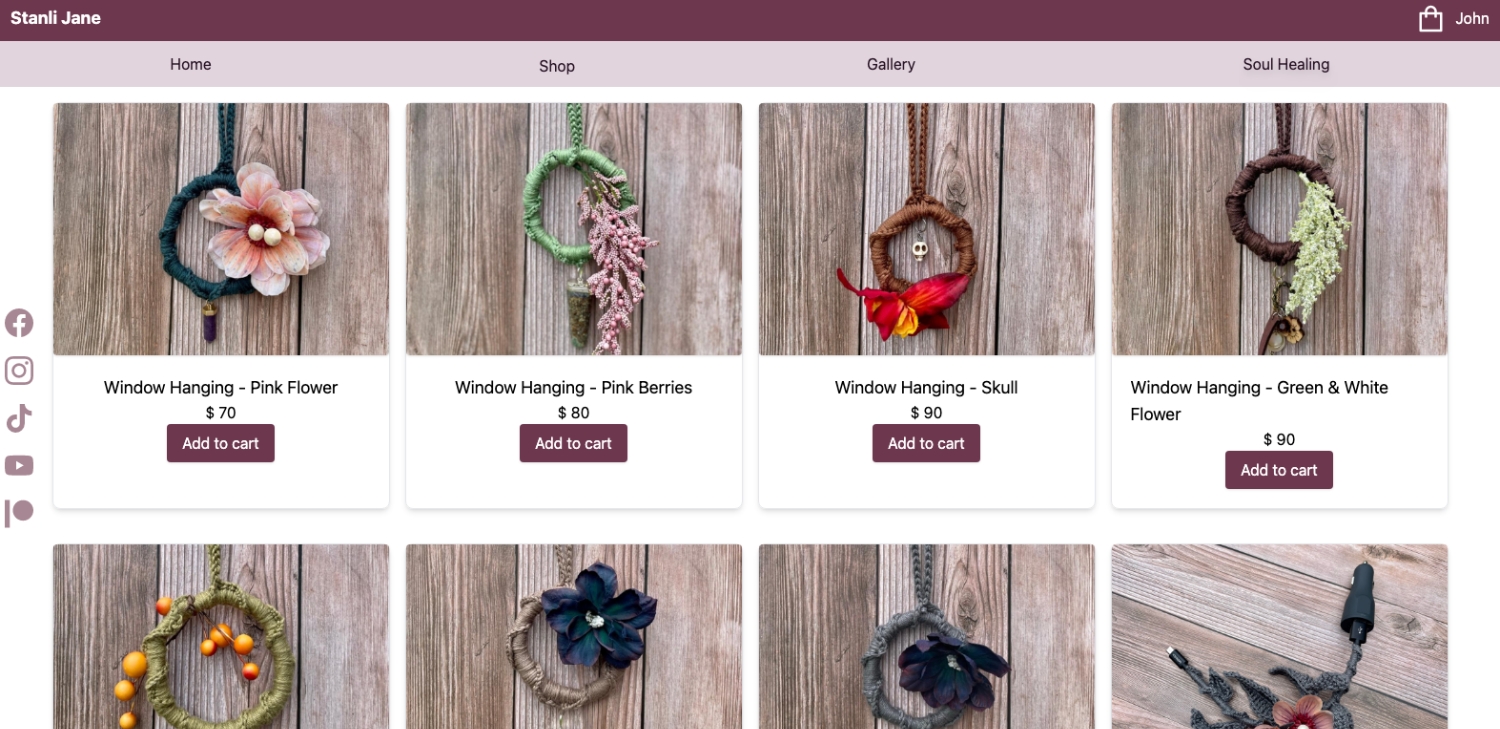 Stanli Jane
John
Home
Shop
Gallery
Soul Healing
Window Hanging - Pink Flower
$ 70
Add to cart
Window Hanging - Pink Berries
$ 80
Add to cart
Window Hanging - Skull
$ 90
Add to cart
Window Hanging - Green & White
Flower
$ 90
Add to cart